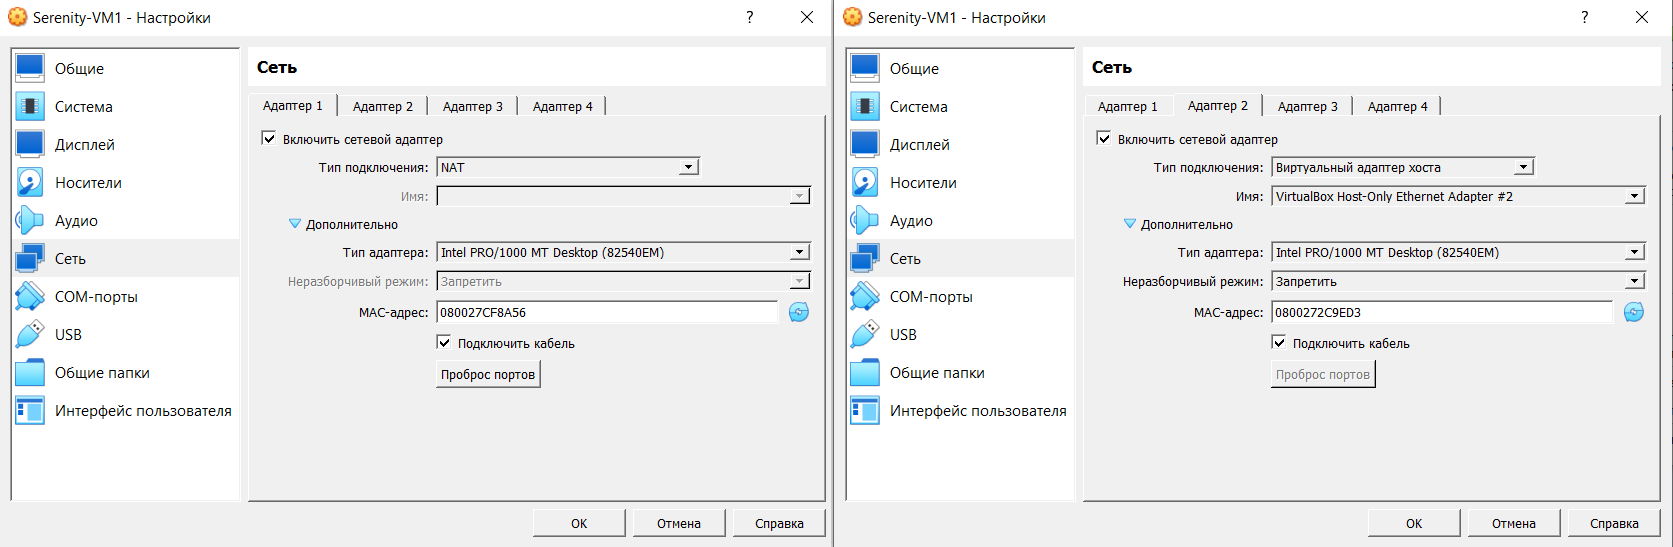 Serenity-VM1 - Настройки
?
Общие
Система
Дисплей
Носители
Аудио
Сеть
COM-порты
USB
Общие папки
Интерфейс пользователя
Сеть
Адаптер 1 Адаптер 2 Адаптер 3 Адаптер 4
Включить сетевой адаптер
Тип подключения: NAT
Имя:
Дополнительно
Тип адаптера: Intel PRO/1000 MT Desktop (82540EM)
Неразборчивый режим: Запретить
MAC-адрес: 080027CF8A56
Подключить кабель
Проброс портов
OK Отмена Справка
Serenity-VM1 - Настройки
?
Общие
Система
Дисплей
Носители
Аудио
Сеть
COM-порты
USB
Общие папки
Интерфейс пользователя
Сеть
Адаптер 1 Адаптер 2 Адаптер 3 Адаптер 4
Включить сетевой адаптер
Тип подключения: Виртуальный адаптер хоста
Имя: VirtualBox Host-Only Ethernet Adapter #2
Дополнительно
Тип адаптера: Intel PRO/1000 MT Desktop (82540EM)
Неразборчивый режим: Запретить
MAC-адрес: 0800272C9ED3
Подключить кабель
Проброс портов
OK Отмена Справка